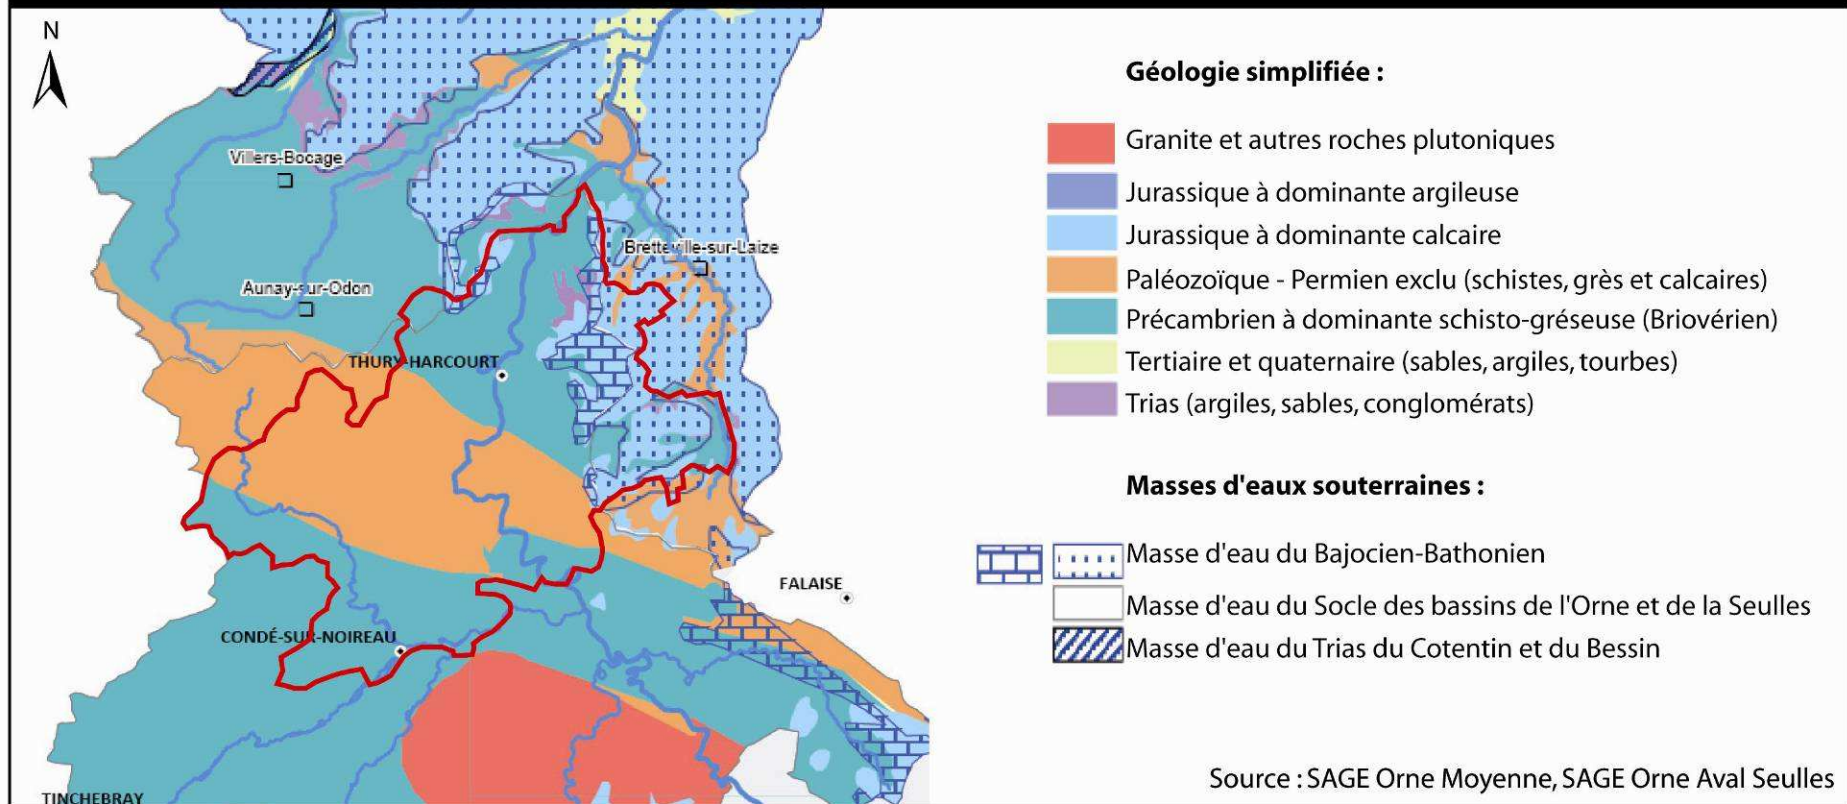 N
Villers-Bocage
Aunay-sur-Odon
THURY-HARCOURT
Bretteville-sur-Laize
FALAISE
CONDÉ-SUR-NOIREAU
TINCHEBRAY
Géologie simplifiée :
Granite et autres roches plutoniques
Jurassique à dominante argileuse
Jurassique à dominante calcaire
Paléozoïque - Permien exclu (schistes, grès et calcaires)
Précambrien à dominante schisto-gréseuse (Briovérien)
Tertiaire et quaternaire (sables, argiles, tourbes)
Trias (argiles, sables, conglomérats)
Masses d'eaux souterraines :
Masse d'eau du Bajocien-Bathonien
Masse d'eau du Socle des bassins de l'Orne et de la Seulles
Masse d'eau du Trias du Cotentin et du Bessin
Source : SAGE Orne Moyenne, SAGE Orne Aval Seulles